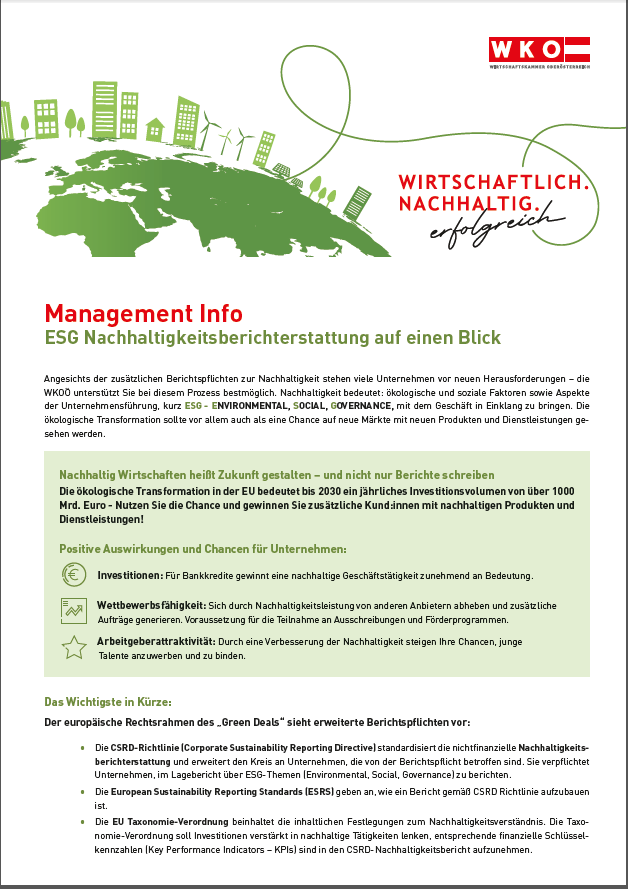 WKO
WIRTSCHAFTSKAMMER OBERÖSTERREICH
WIRTSCHAFTLICH.
NACHHALTIG.
erfolgreich
Management Info
ESG Nachhaltigkeitsberichterstattung auf einen Blick
Angesichts der zusätzlichen Berichtspflichten zur Nachhaltigkeit stehen viele Unternehmen vor neuen Herausforderungen – die
WKOÖ unterstützt Sie bei diesem Prozess bestmöglich. Nachhaltigkeit bedeutet: ökologische und soziale Faktoren sowie Aspekte
der Unternehmensführung, kurz ESG - ENVIRONMENTAL, SOCIAL, GOVERNANCE, mit dem Geschäft in Einklang zu bringen. Die
ökologische Transformation sollte vor allem auch als eine Chance auf neue Märkte mit neuen Produkten und Dienstleistungen ge-
sehen werden.
Nachhaltig Wirtschaften heißt Zukunft gestalten – und nicht nur Berichte schreiben
Die ökologische Transformation in der EU bedeutet bis 2030 ein jährliches Investitionsvolumen von über 1000
Mrd. Euro - Nutzen Sie die Chance und gewinnen Sie zusätzliche Kund:innen mit nachhaltigen Produkten und
Dienstleistungen!
Positive Auswirkungen und Chancen für Unternehmen:
Investitionen: Für Bankkredite gewinnt eine nachhaltige Geschäftstätigkeit zunehmend an Bedeutung.
Wettbewerbsfähigkeit: Sich durch Nachhaltigkeitsleistung von anderen Anbietern abheben und zusätzliche
Aufträge generieren. Voraussetzung für die Teilnahme an Ausschreibungen und Förderprogrammen.
Arbeitgeberattraktivität: Durch eine Verbesserung der Nachhaltigkeit steigen Ihre Chancen, junge
Talente anzuwerben und zu binden.
Das Wichtigste in Kürze:
Der europäische Rechtsrahmen des „Green Deals“ sieht erweiterte Berichtspflichten vor:
• Die CSRD-Richtlinie (Corporate Sustainability Reporting Directive) standardisiert die nichtfinanzielle Nachhaltigkeits-
berichterstattung und erweitert den Kreis an Unternehmen, die von der Berichtspflicht betroffen sind. Sie verpflichtet
Unternehmen, im Lagebericht über ESG-Themen (Environmental, Social, Governance) zu berichten.
• Die European Sustainability Reporting Standards (ESRS) geben an, wie ein Bericht gemäß CSRD Richtlinie aufzubauen
ist.
• Die EU Taxonomie-Verordnung beinhaltet die inhaltlichen Festlegungen zum Nachhaltigkeitsverständnis. Die Taxo-
nomie-Verordnung soll Investitionen verstärkt in nachhaltige Tätigkeiten lenken, entsprechende finanzielle Schlüssel-
kennzahlen (Key Performance Indicators – KPIs) sind in den CSRD-Nachhaltigkeitsbericht aufzunehmen.